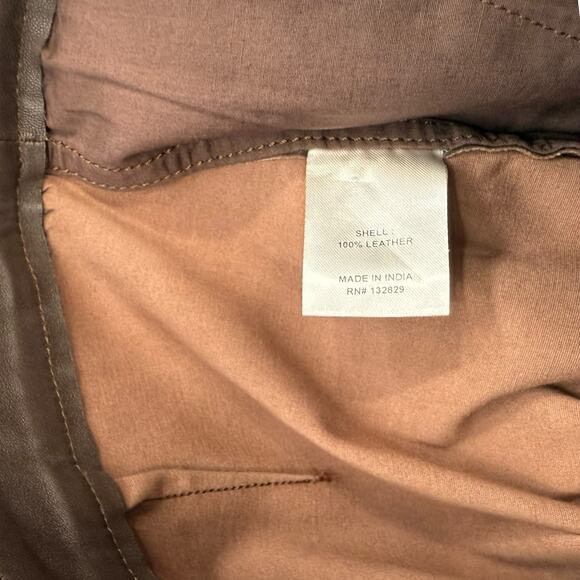 SHELL :
100% LEATHER
MADE IN INDIA
RN# 132829